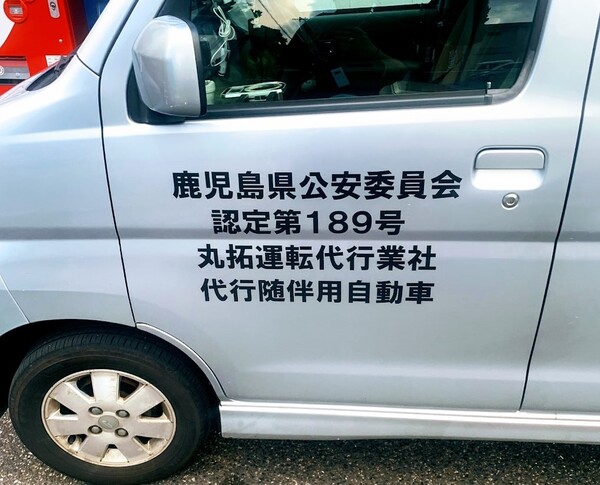 鹿児島県公安委員会
認定第189号
丸拓運転代行業社
代行随伴用自動車